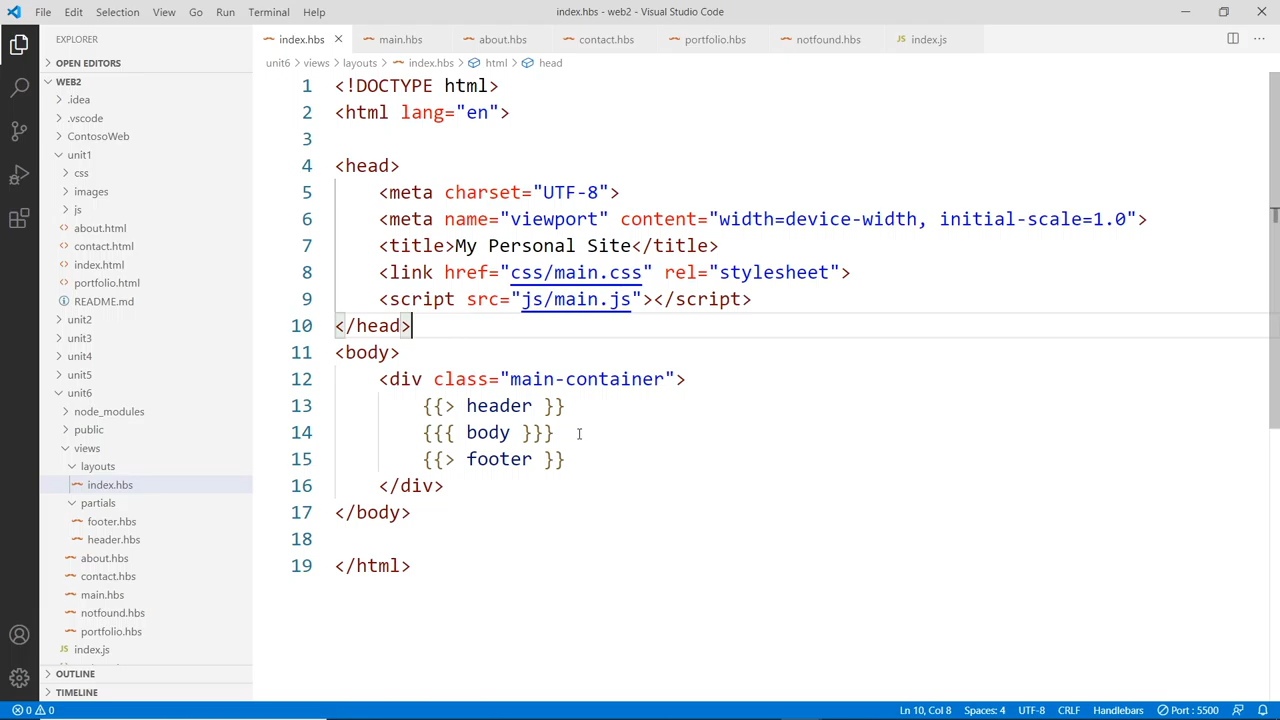 File Edit Selection View Go Run Terminal Help
index.hbs - web2 - Visual Studio Code
EXPLORER
OPEN EDITORS
WEB2
.idea
.vscode
ContosoWeb
unit1
css
images
js
about.html
contact.html
index.html
portfolio.html
README.md
unit2
unit3
unit4
unit5
unit6
node_modules
public
views
layouts
index.hbs
partials
footer.hbs
header.hbs
about.hbs
contact.hbs
main.hbs
notfound.hbs
portfolio.hbs
index.js
OUTLINE
TIMELINE
index.hbs main.hbs about.hbs contact.hbs portfolio.hbs notfound.hbs index.js
unit6 > views > layouts > index.hbs > html > head
1 <!DOCTYPE html>
2 <html lang="en">
3
4 <head>
5 <meta charset="UTF-8">
6 <meta name="viewport" content="width=device-width, initial-scale=1.0">
7 <title>My Personal Site</title>
8 <link href="css/main.css" rel="stylesheet">
9 <script src="js/main.js"></script>
10 </head>
11 <body>
12 <div class="main-container">
13 {{> header }}
14 {{{ body }}}
15 {{> footer }}
16 </div>
17 </body>
18
19 </html>
0 0
Ln 10, Col 8 Spaces: 4 UTF-8 CRLF Handlebars Port : 5500